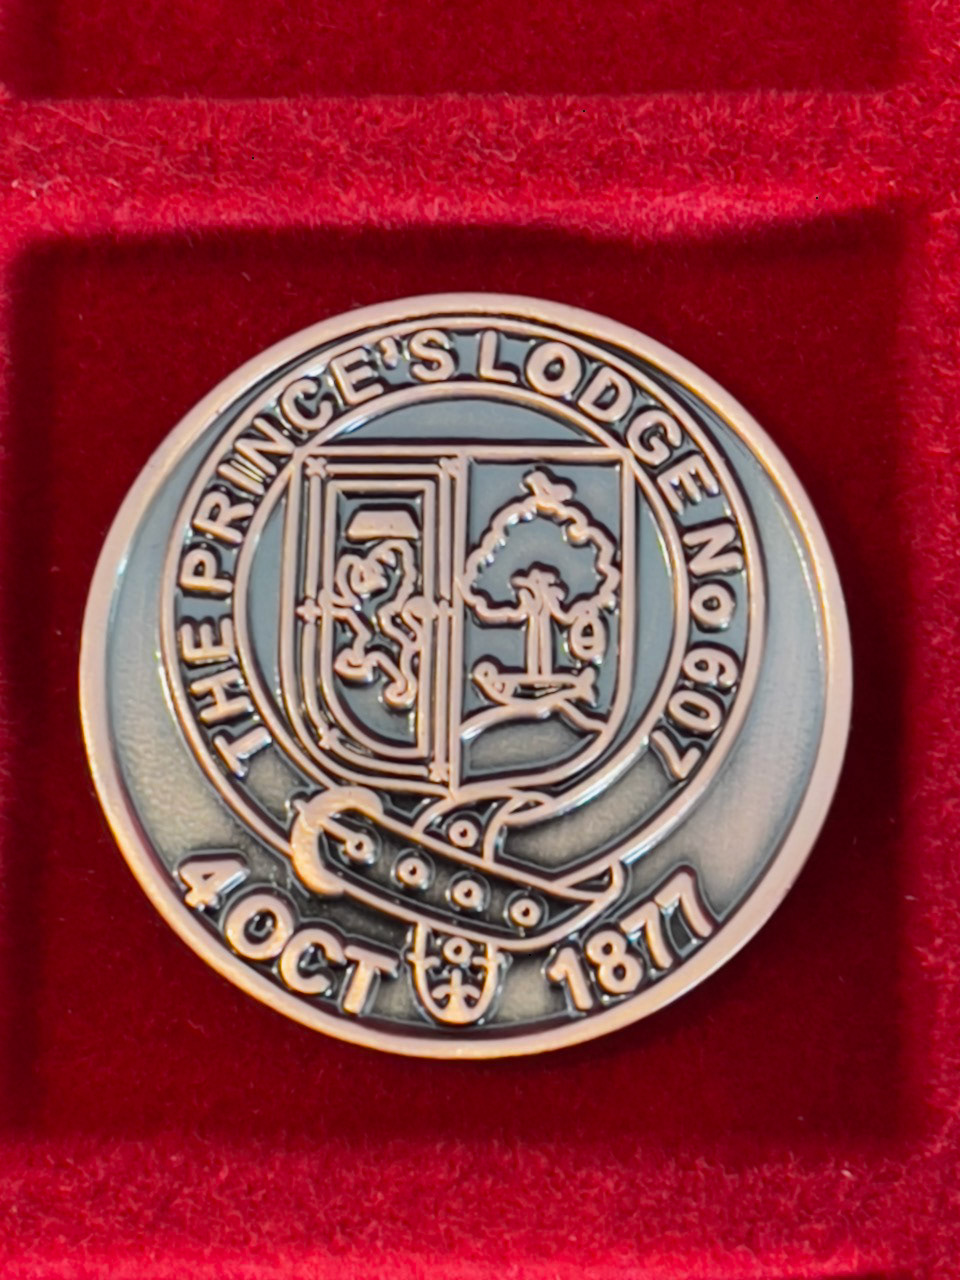 THE PRINCE'S LODGE No 607
4 OCT 1877